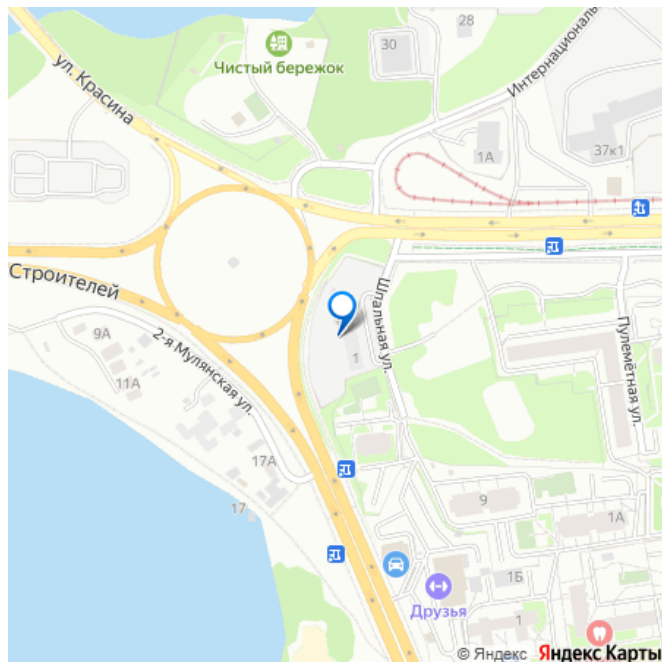 28
30
Чистый бережок
Интернациональн
ул. Красина
1А
37к1
Строителей
9А
11А
2-я Мулянская ул.
Шпальная ул.
1
Пулемётная ул.
17А
17
9
1А
1Б
Друзья
1
© Яндекс Яндекс Карты